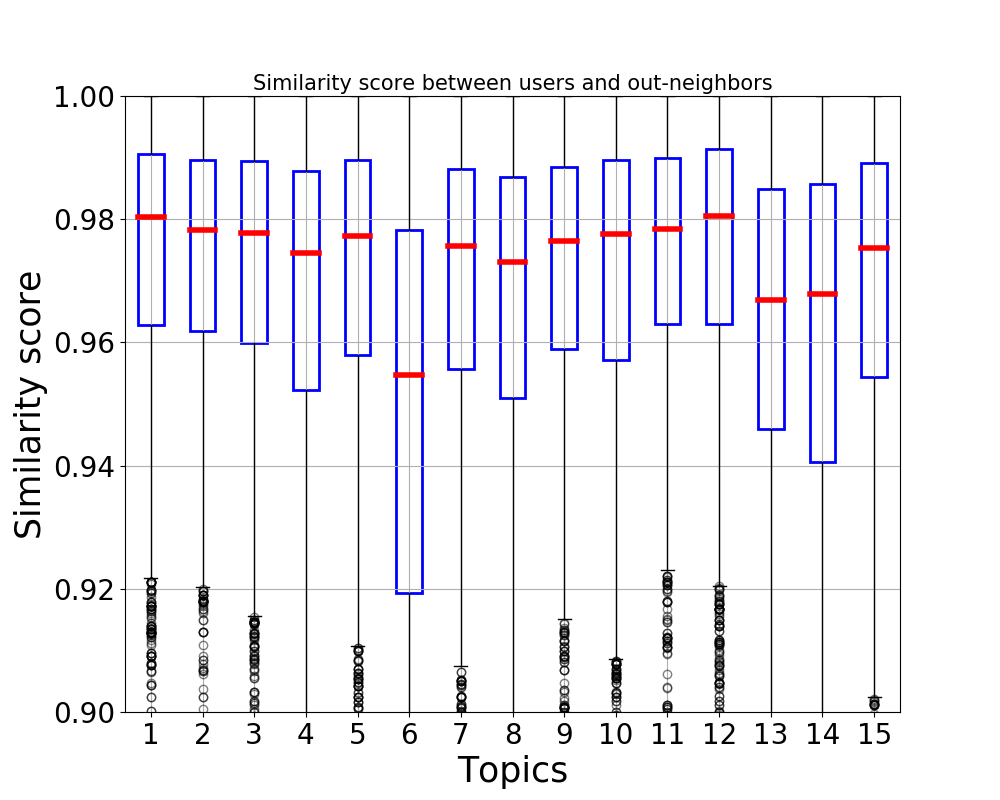 Similarity score between users and out-neighbors
1.00
0.98
0.96
0.94
0.92
0.90
Similarity score
1 2 3 4 5 6 7 8 9 10 11 12 13 14 15
Topics